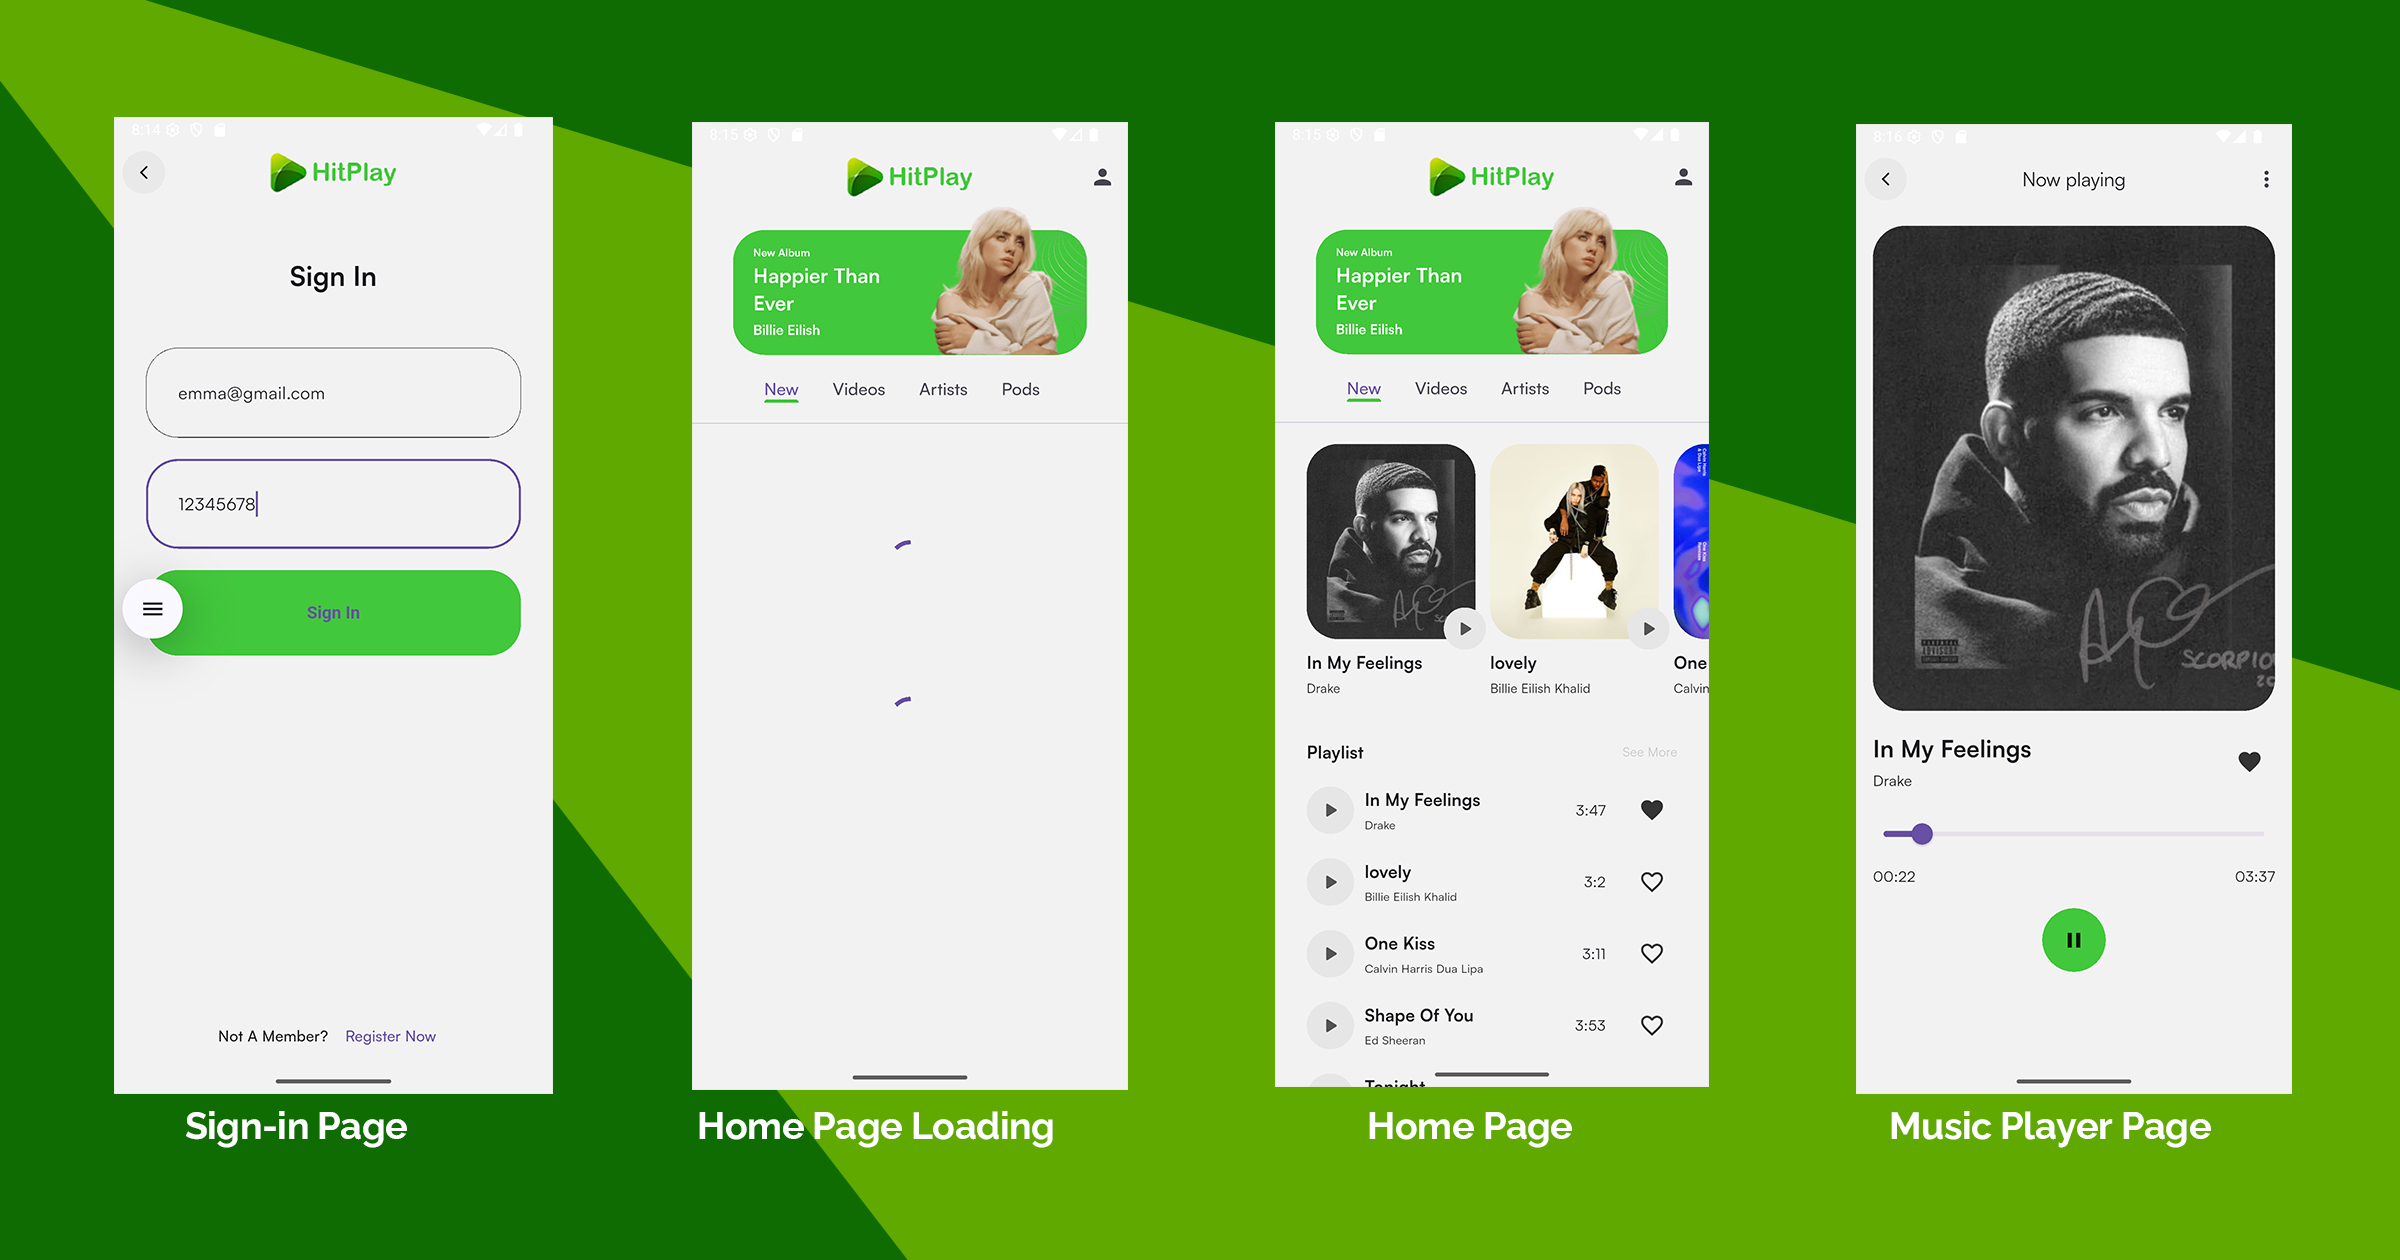 8:14
HitPlay
Sign In
emma@gmail.com
12345678
Sign In
Not A Member? Register Now
Sign-in Page
8:15
HitPlay
New Album
Happier Than
Ever
Billie Eilish
New Videos Artists Pods
Home Page Loading
8:15
HitPlay
New Album
Happier Than
Ever
Billie Eilish
New Videos Artists Pods
In My Feelings
Drake
lovely
Billie Eilish Khalid
One
Calvin
Playlist See More
In My Feelings
Drake
3:47
lovely
Billie Eilish Khalid
3:2
One Kiss
Calvin Harris Dua Lipa
3:11
Shape Of You
Ed Sheeran
3:53
Tonight
Home Page
8:16
Now playing
PARENTAL
ADVISORY
SCORPION
In My Feelings
Drake
00:22 03:37
Music Player Page